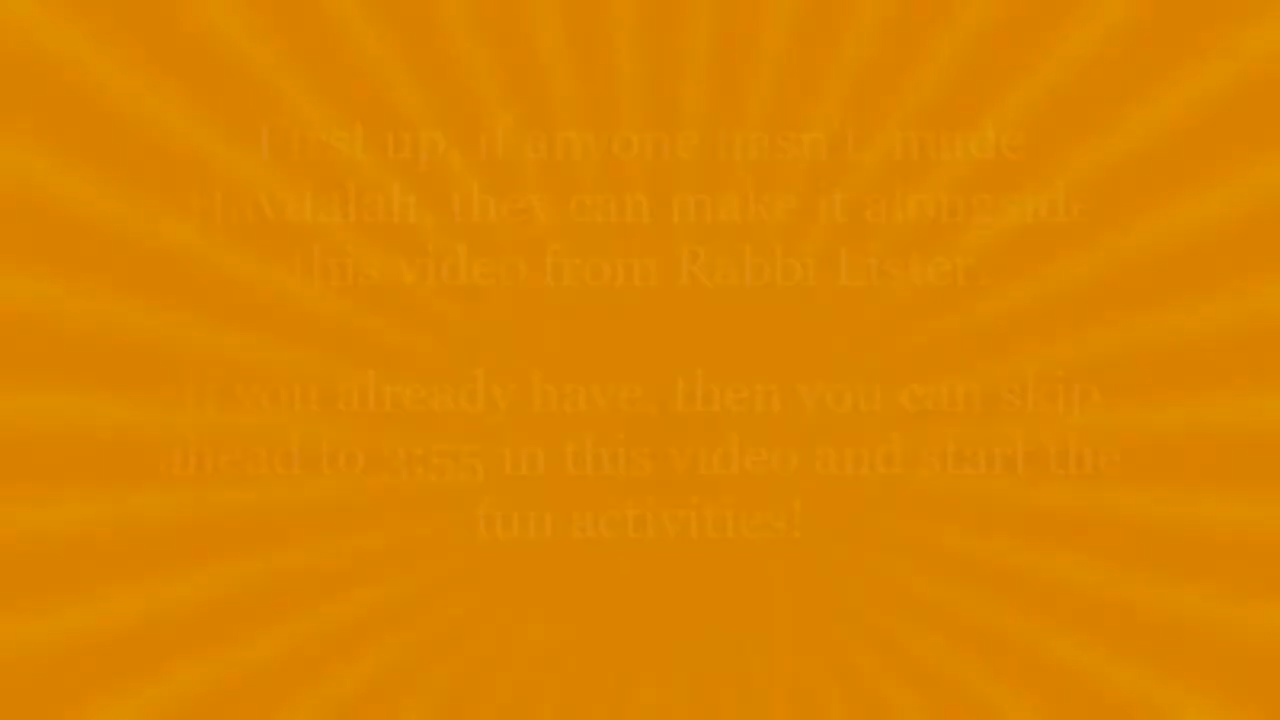 First up, if anyone hasn't made
Havdalah, they can make it alongside
this video from Rabbi Lister.
If you already have, then you can skip
ahead to 3:55 in this video and start the
fun activities!